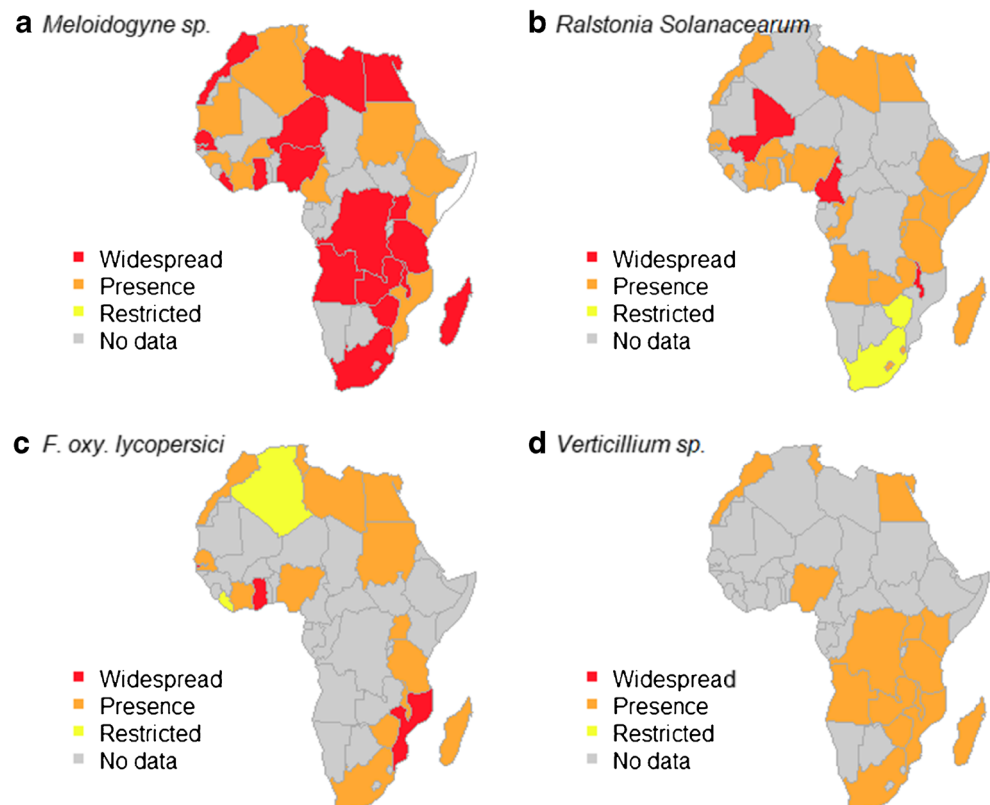 a Meloidogyne sp.
Widespread
Presence
Restricted
No data
b Ralstonia Solanacearum
Widespread
Presence
Restricted
No data
c F. oxy. lycopersici
Widespread
Presence
Restricted
No data
d Verticillium sp.
Widespread
Presence
Restricted
No data